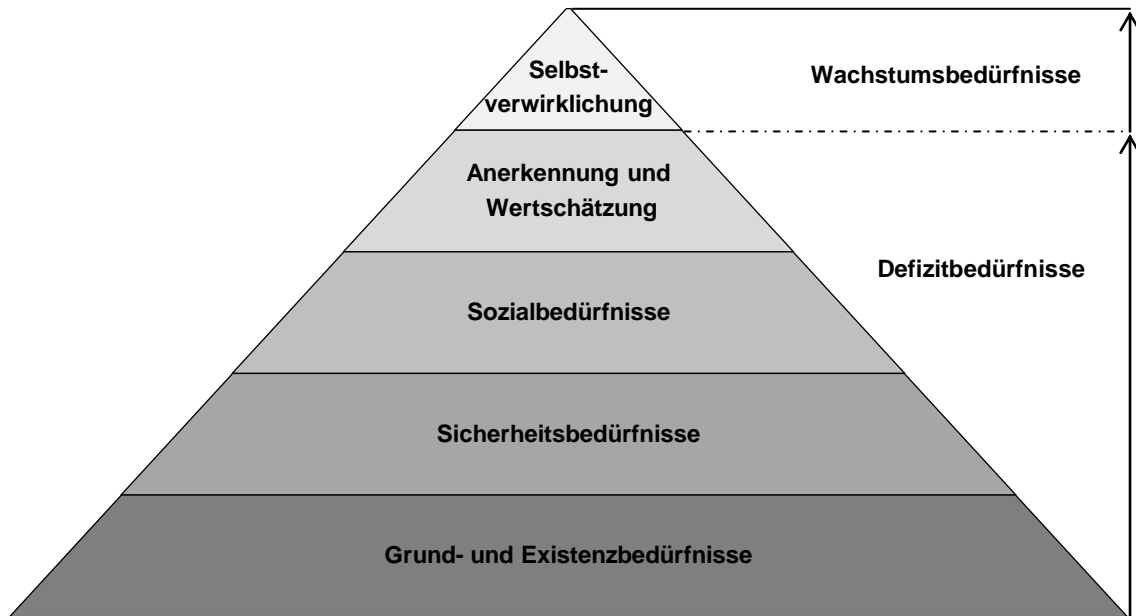 Selbst-
verwirklichung
Wachstumsbedürfnisse
Anerkennung und
Wertschätzung
Defizitbedürfnisse
Sozialbedürfnisse
Sicherheitsbedürfnisse
Grund- und Existenzbedürfnisse